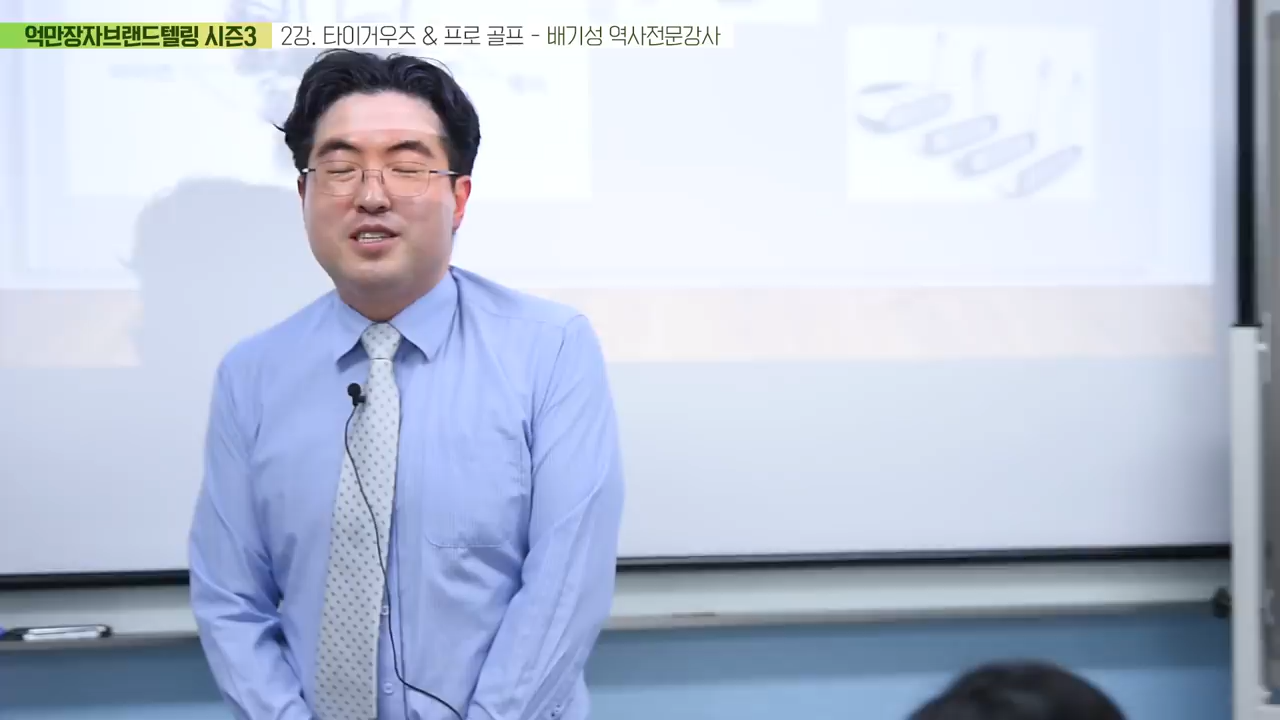 억만장자브랜드텔링 시즌3 2강. 타이거우즈 & 프로 골프 - 배기성 역사전문강사